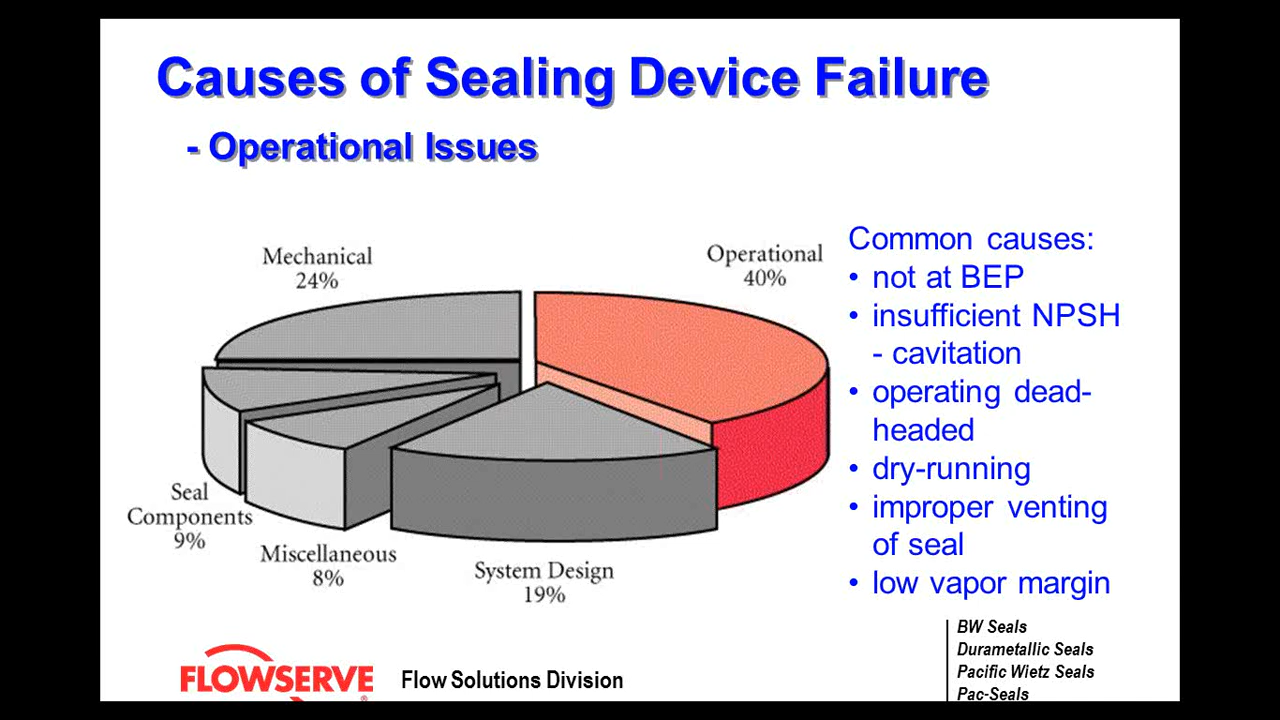 Causes of Sealing Device Failure
- Operational Issues
Mechanical
24%
Operational
40%
Seal
Components
9%
Miscellaneous
8%
System Design
19%
Common causes:
• not at BEP
• insufficient NPSH
- cavitation
• operating dead-
headed
• dry-running
• improper venting
of seal
• low vapor margin
FLOWSERVE
®
Flow Solutions Division
BW Seals
Durametallic Seals
Pacific Wietz Seals
Pac-Seals